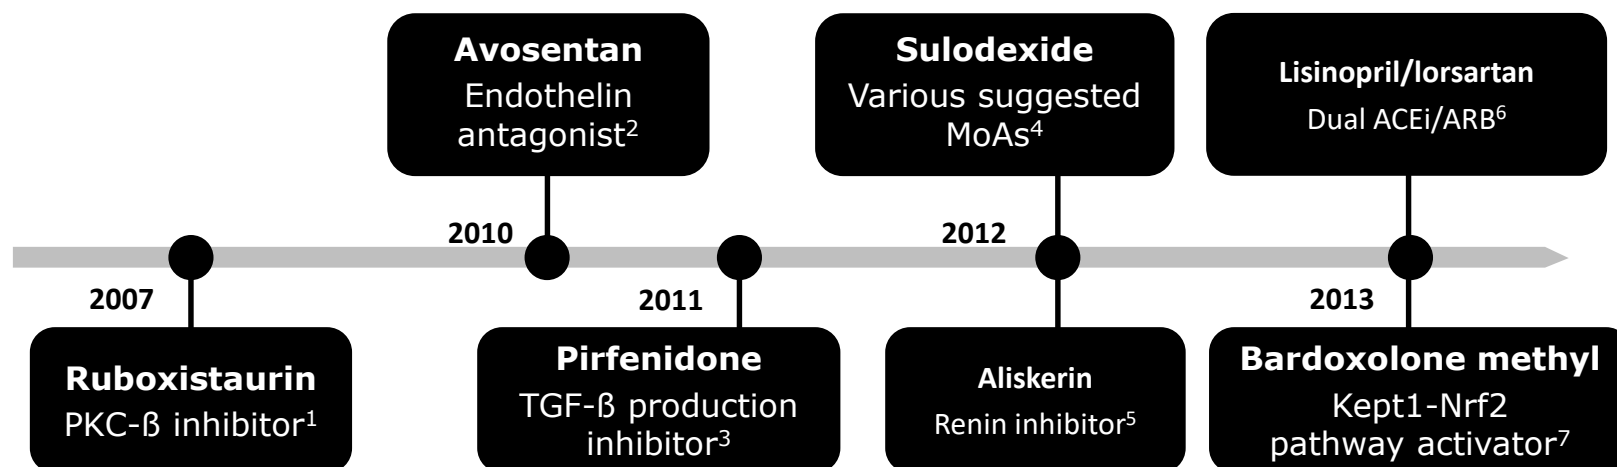 Avosentan
Endothelin
antagonist²
Sulodexide
Various suggested
MoAs⁴
Lisinopril/lorsartan
Dual ACEi/ARB⁶
2010
2012
2007
2011
2013
Ruboxistaurin
PKC-ß inhibitor¹
Pirfenidone
TGF-ß production
inhibitor³
Aliskerin
Renin inhibitor⁵
Bardoxolone methyl
Kept1-Nrf2
pathway activator⁷